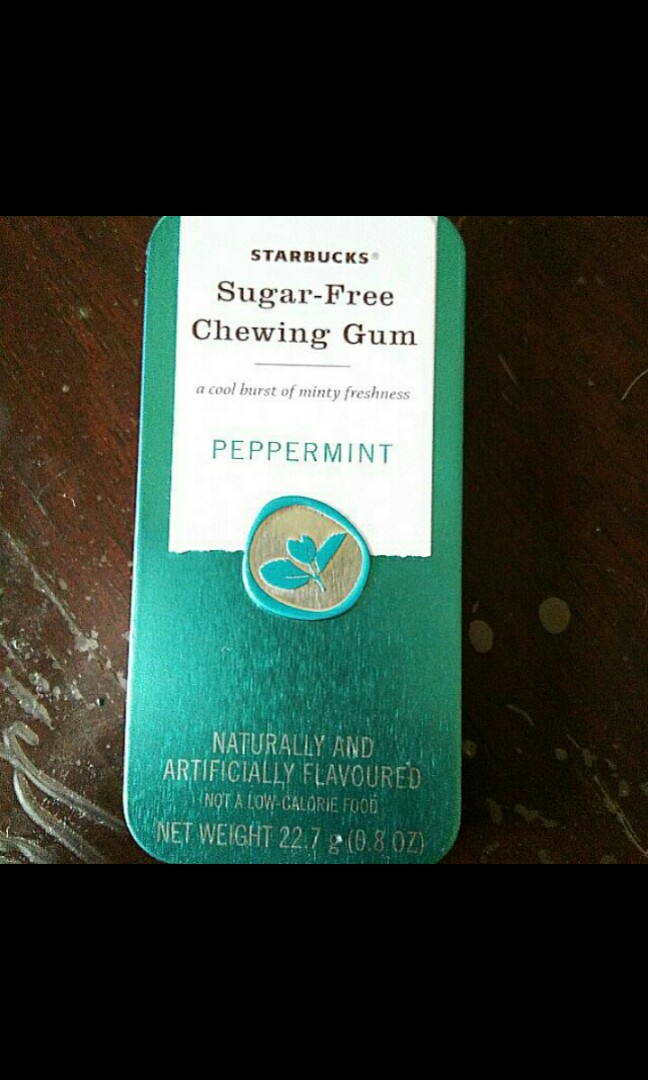 STARBUCKS®
Sugar-Free
Chewing Gum
a cool burst of minty freshness
PEPPERMINT
NATURALLY AND
ARTIFICIALLY FLAVOURED
NOT A LOW-CALORIE FOOD
NET WEIGHT 22.7 g (0.8 OZ)